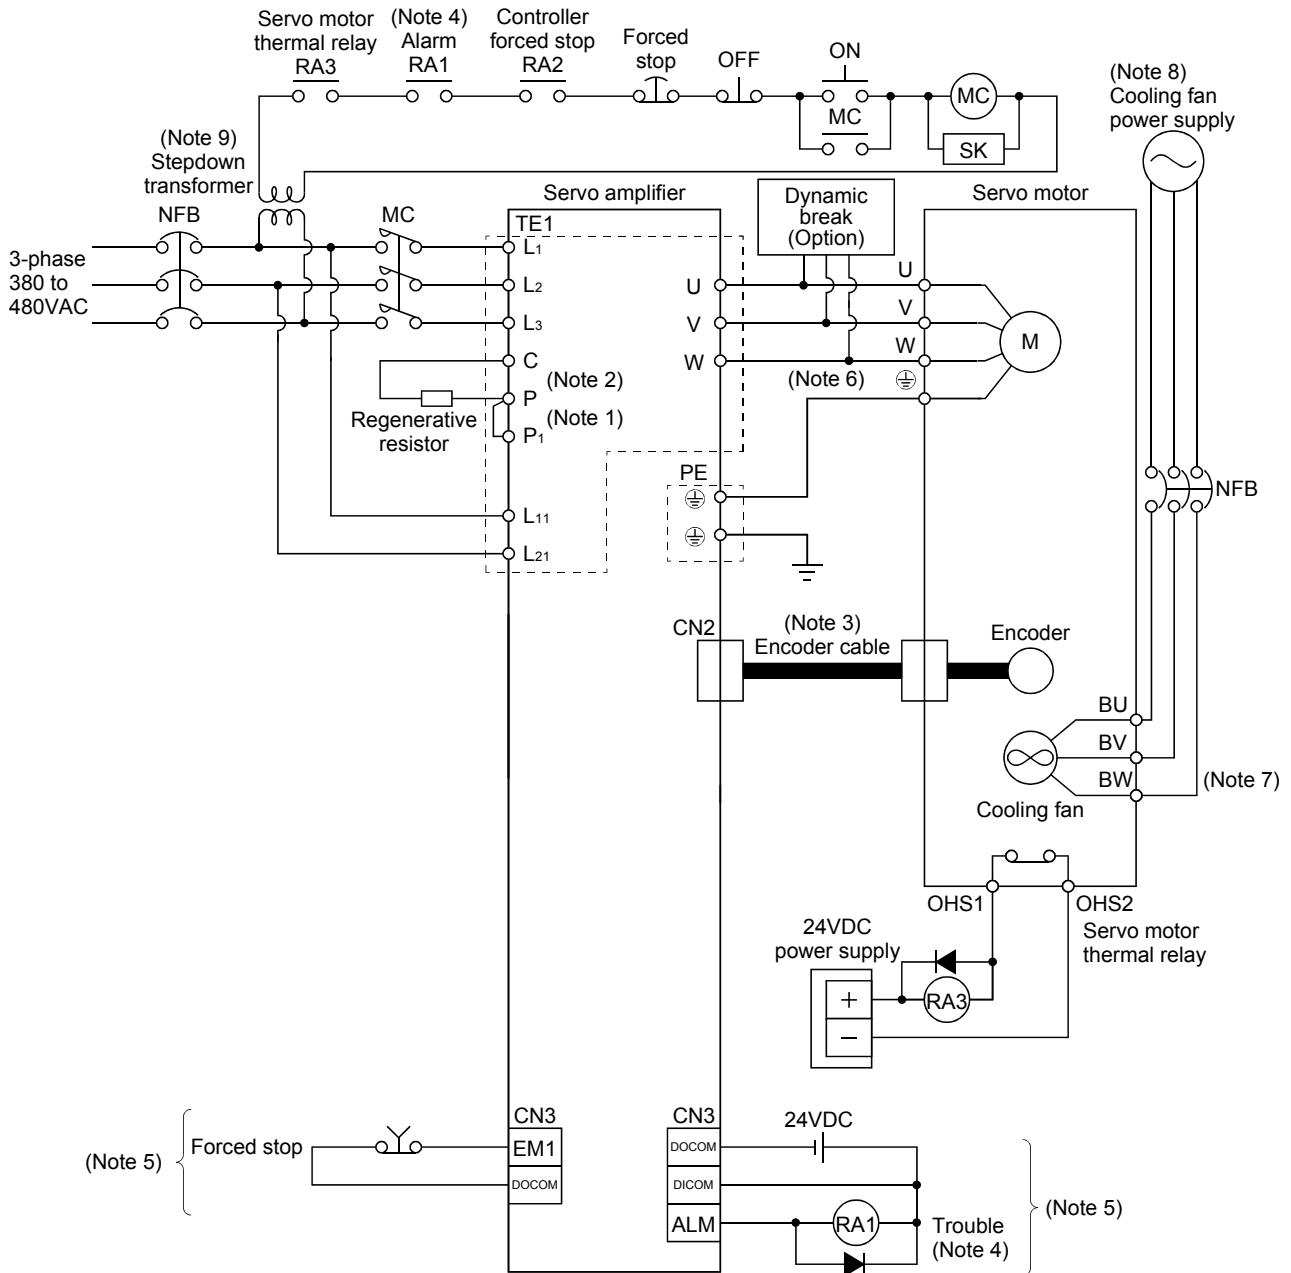 Servo motor
thermal relay
RA3
(Note 4)
Alarm
RA1
Controller
forced stop
RA2
Forced
stop
OFF
ON
MC
MC
SK
(Note 8)
Cooling fan
power supply
(Note 9)
Stepdown
transformer
NFB
MC
3-phase
380 to
480VAC
Servo amplifier
TE1
L1
L2
L3
C
P
P1
(Note 2)
(Note 1)
Regenerative
resistor
L11
L21
U
V
W
PE
Dynamic
break
(Option)
Servo motor
U
V
W
(Note 6)
M
NFB
CN2
(Note 3)
Encoder cable
Encoder
BU
BV
BW
(Note 7)
Cooling fan
OHS1
OHS2
Servo motor
thermal relay
24VDC
power supply
+
−
RA3
(Note 5)
Forced stop
CN3
EM1
DOCOM
CN3
DOCOM
DICOM
ALM
24VDC
RA1
Trouble
(Note 4)
(Note 5)